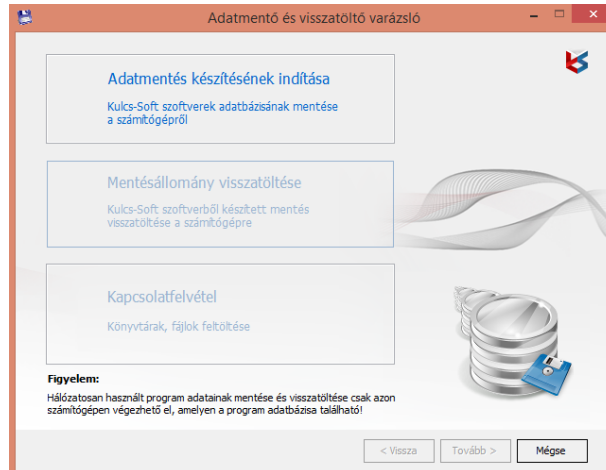 Adatmentő és visszatöltő varázsló
Adatmentés készítésének indítása
Kulcs-Soft szoftverek adatbázisának mentése
a számítógépről
Mentésállomány visszatöltése
Kulcs-Soft szoftverből készített mentés
visszatöltése a számítógépre
Kapcsolatfelvétel
Könyvtárak, fájlok feltöltése
Figyelem:
Hálózatosan használt program adatainak mentése és visszatöltése csak azon
számítógépen végezhető el, amelyen a program adatbázisa található!
< Vissza
Tovább >
Mégse